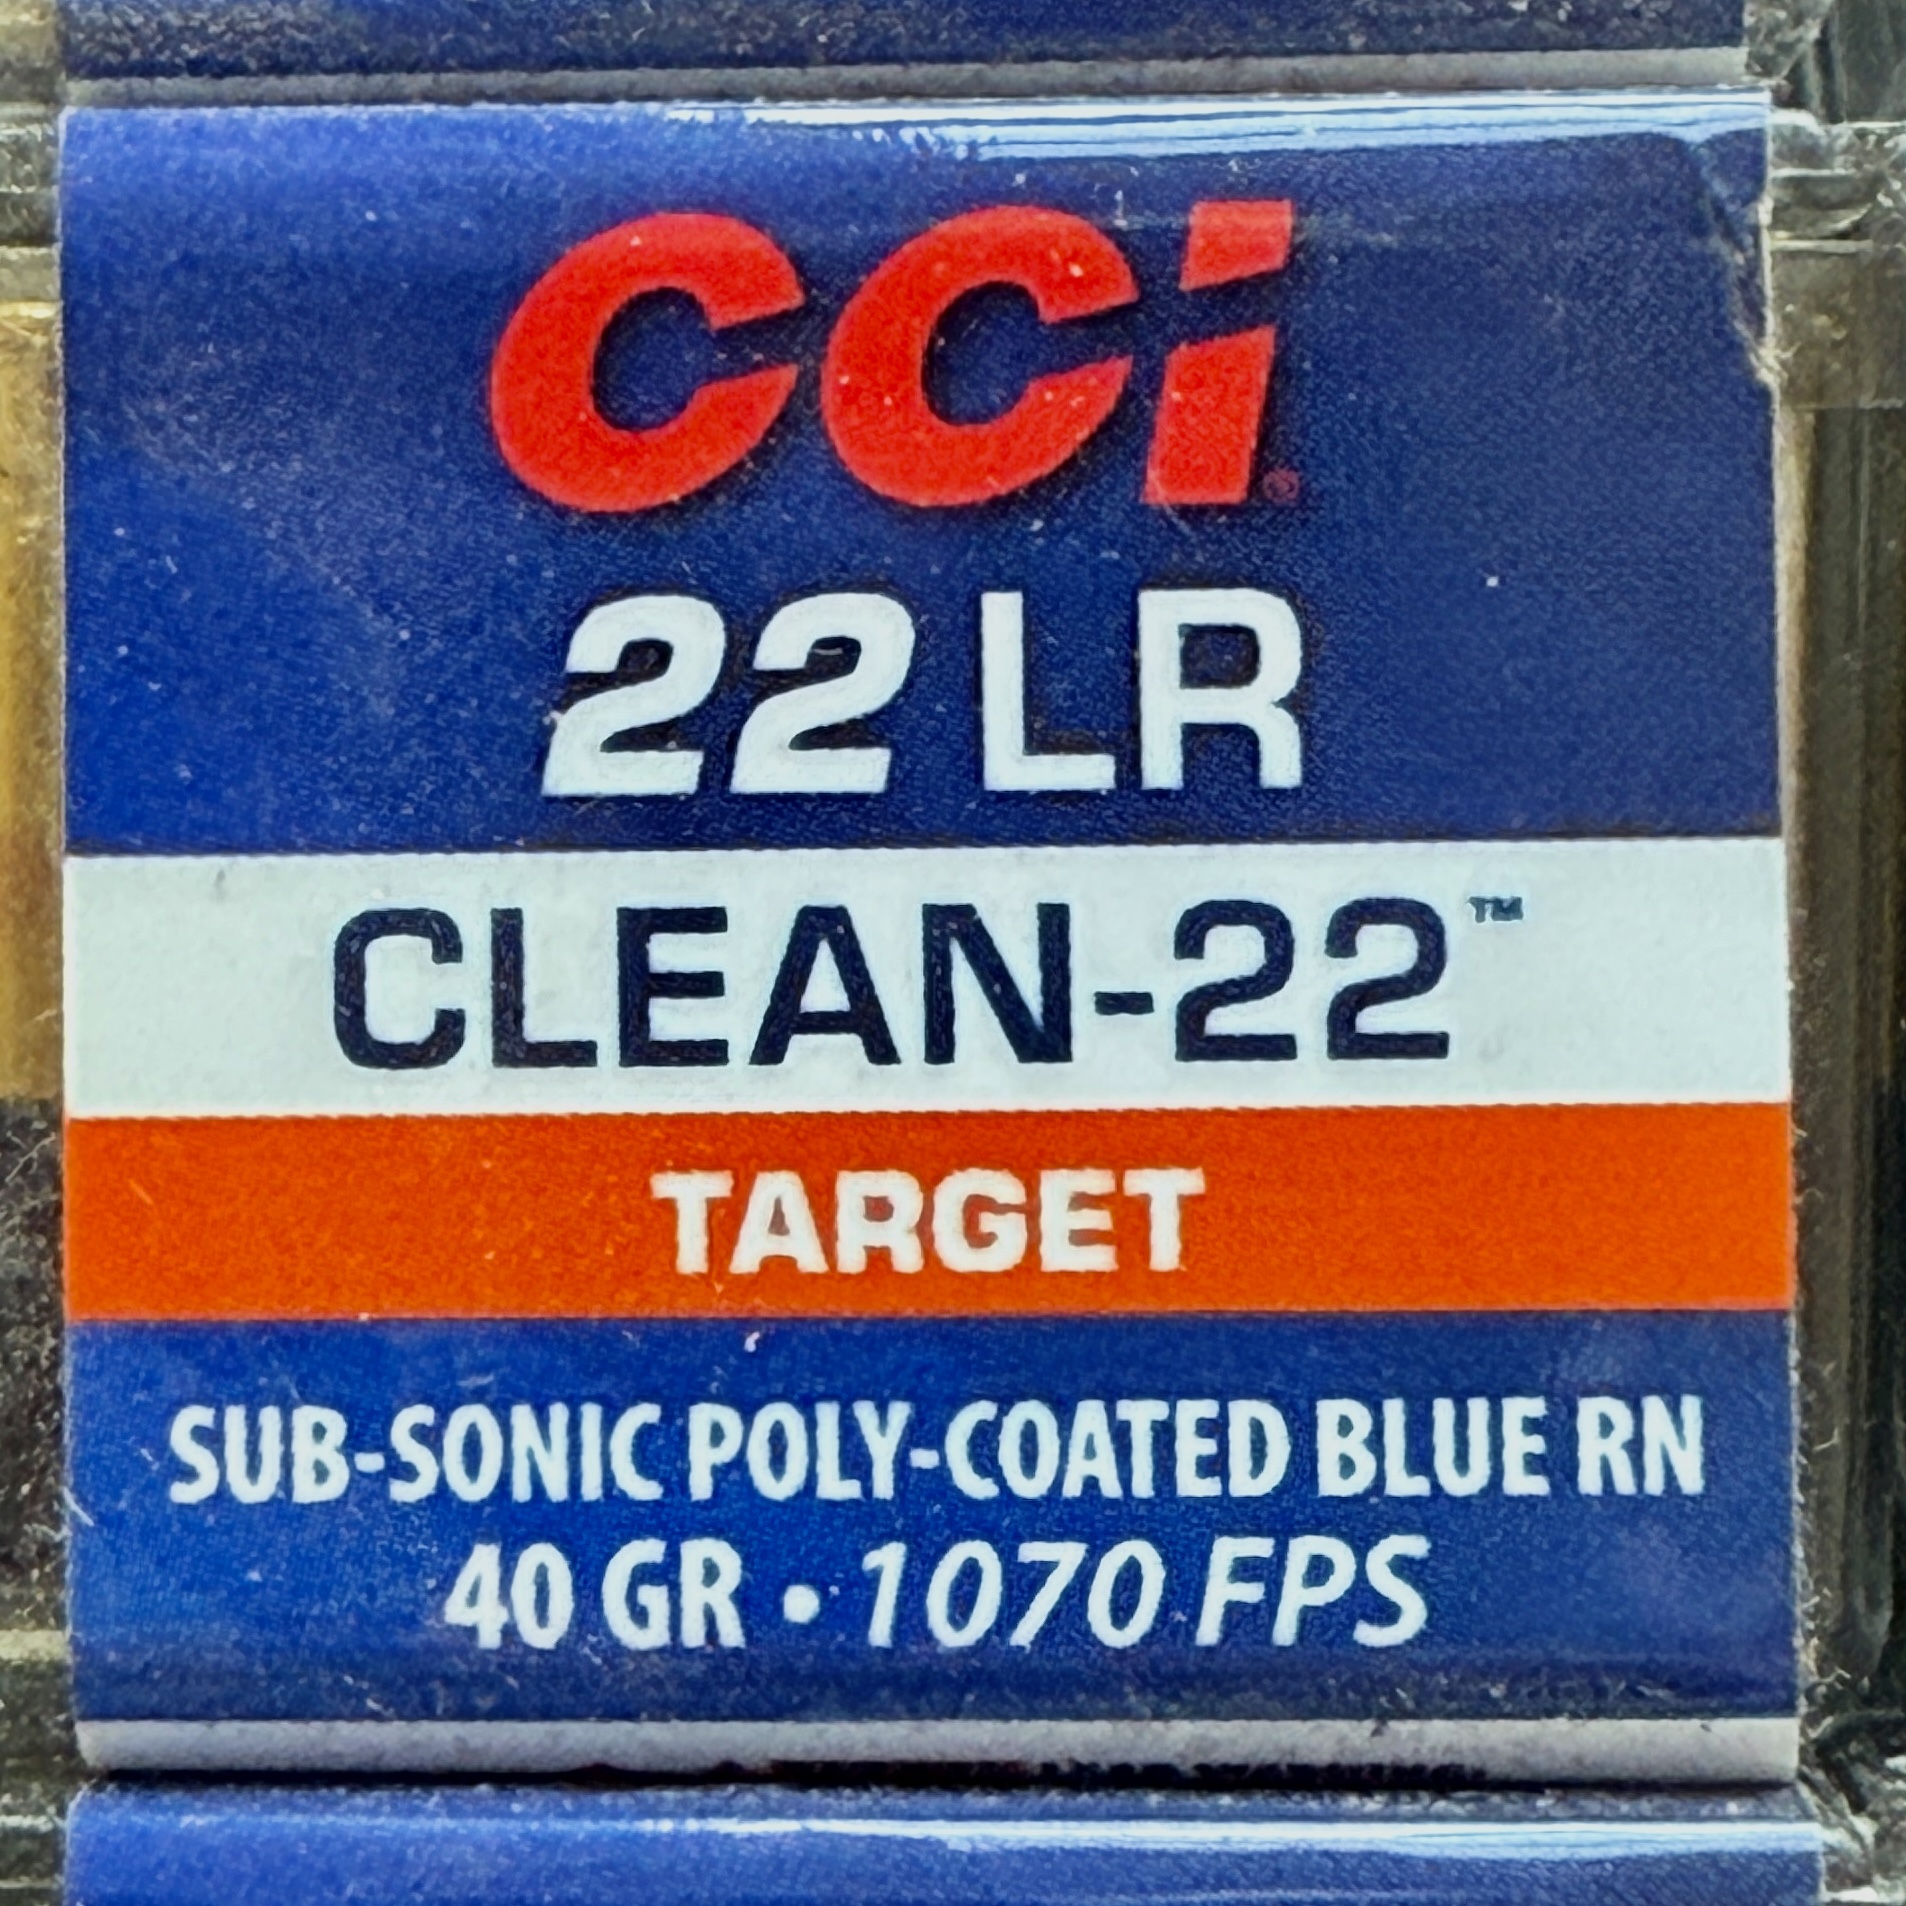 CCi®
22 LR
CLEAN-22™
TARGET
SUB-SONIC POLY-COATED BLUE RN
40 GR • 1070 FPS